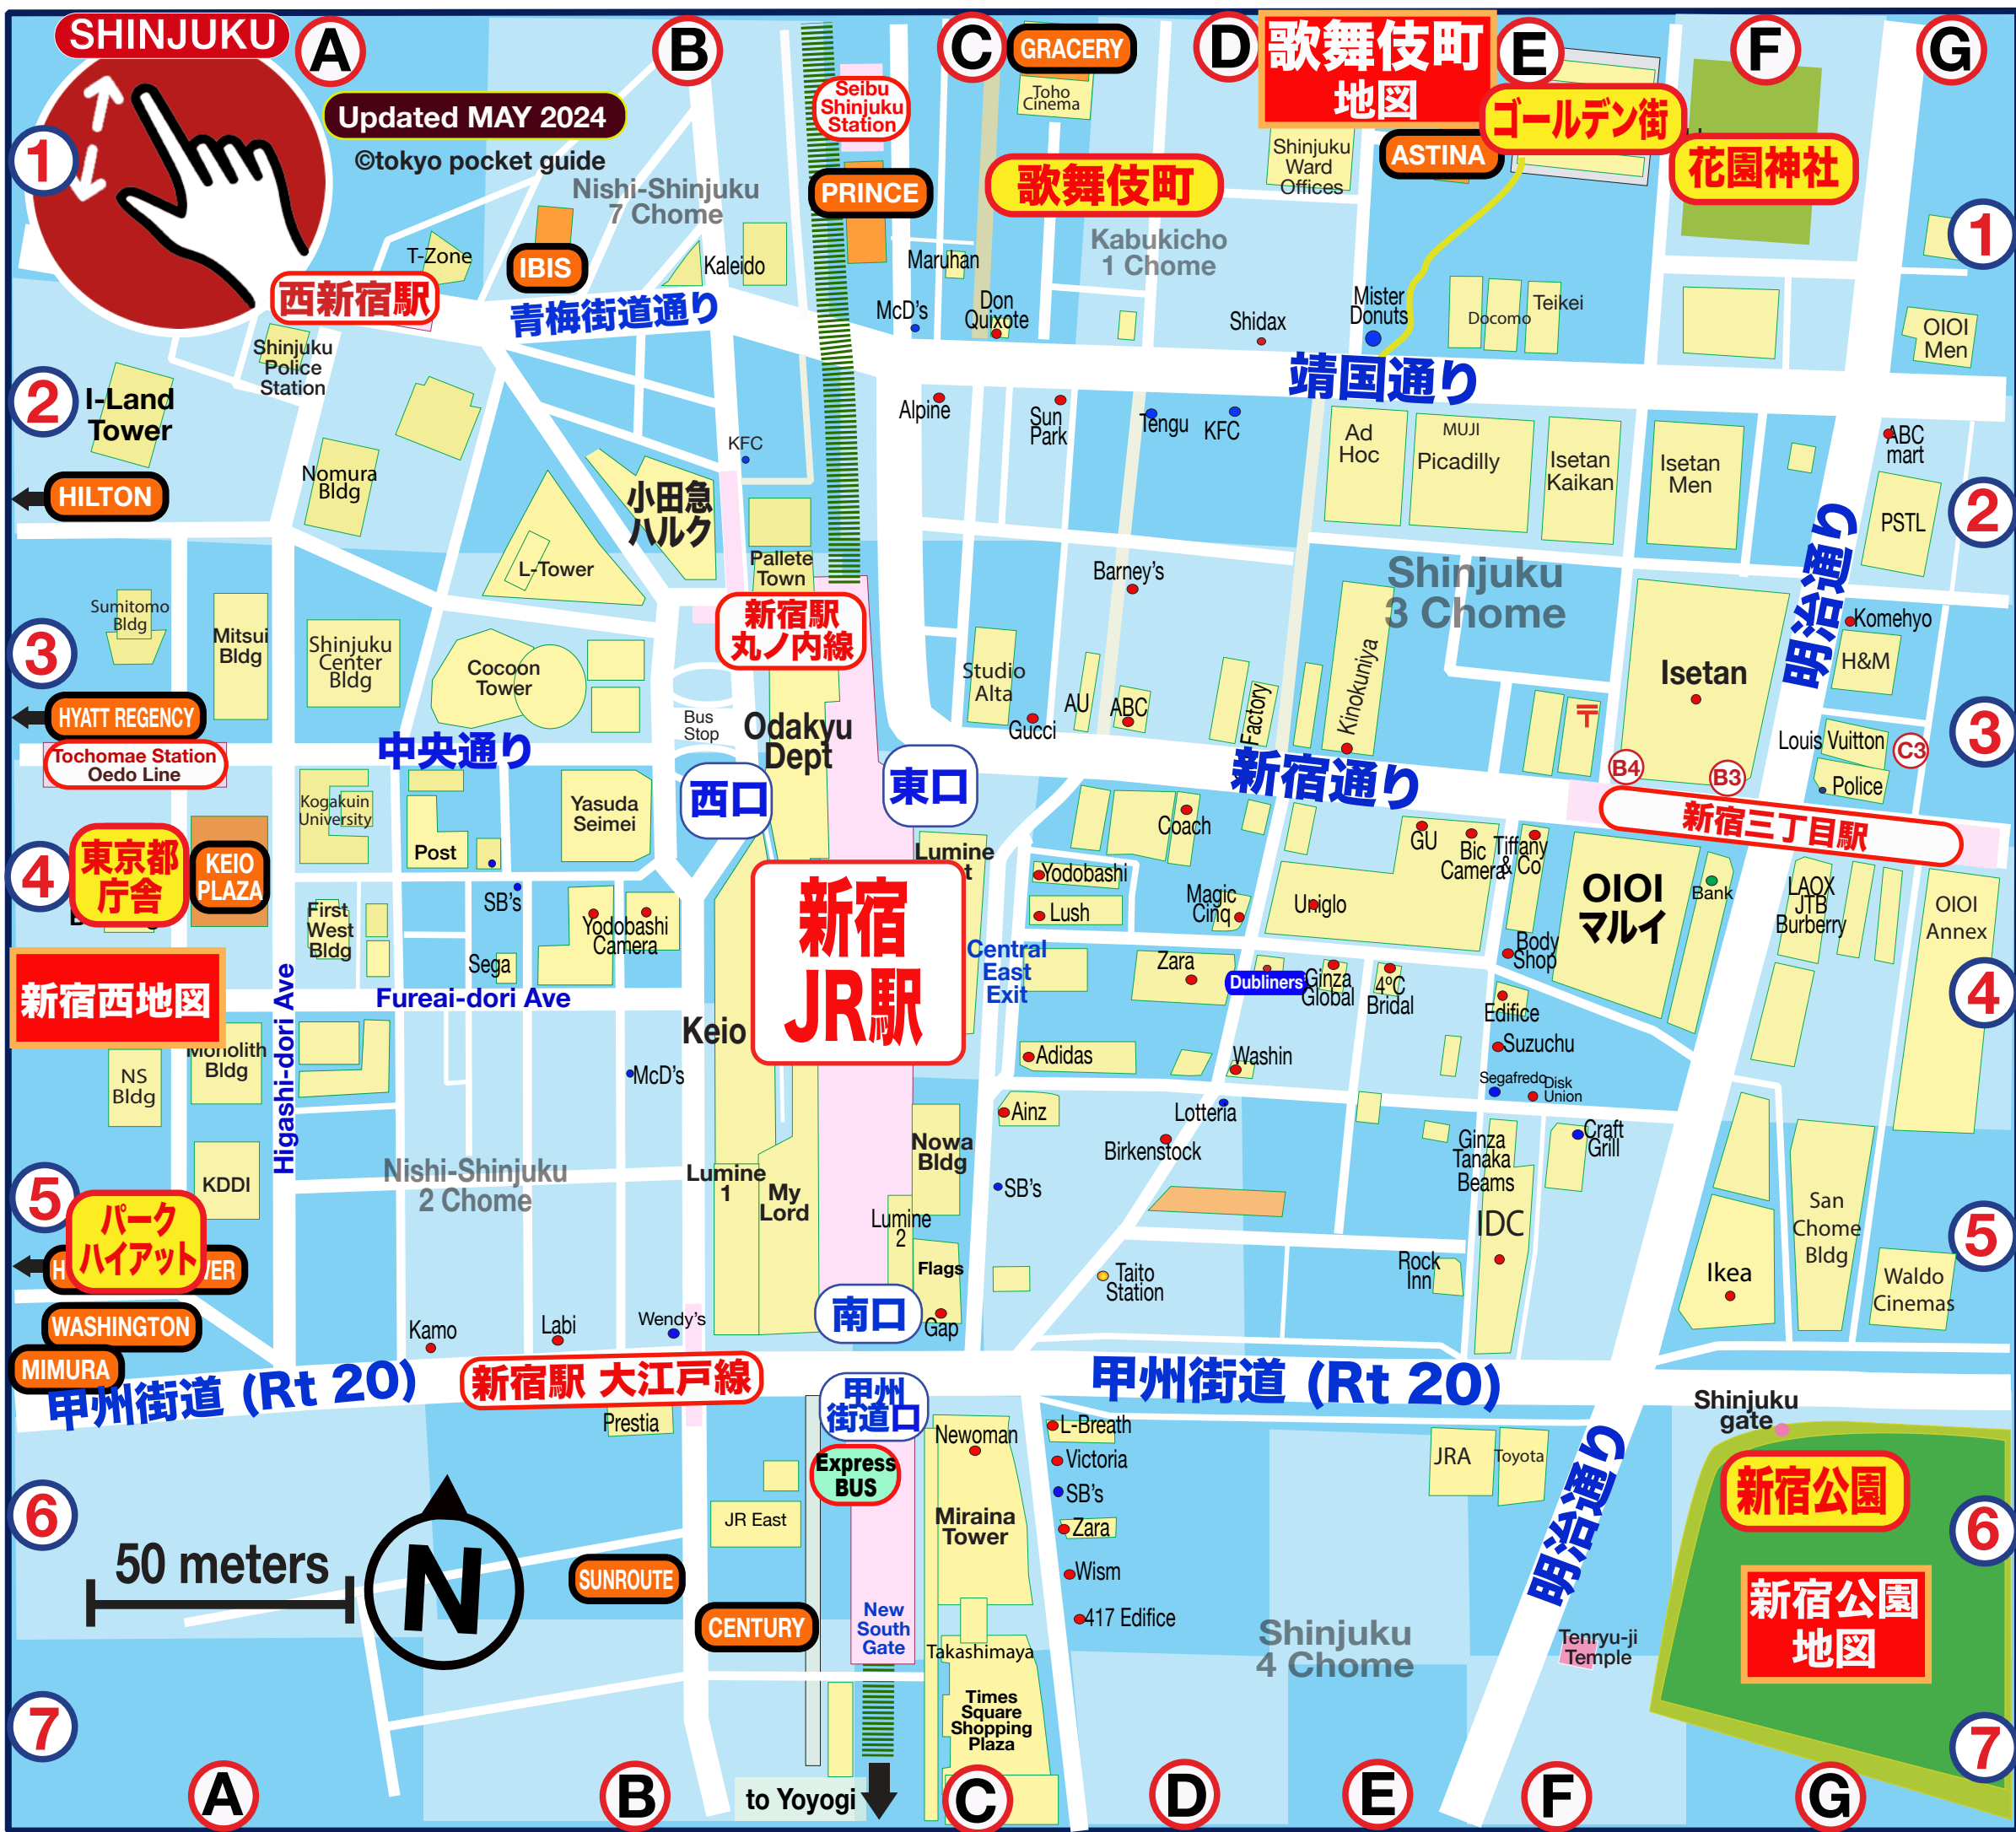 SHINJUKU
A
B
C
D
E
F
G
GRACERY
歌舞伎町
地図
Updated MAY 2024
©tokyo pocket guide
Seibu
Shinjuku
Station
Toho
Cinema
ゴールデン街
1
Nishi-Shinjuku
7 Chome
PRINCE
歌舞伎町
Shinjuku
Ward
Offices
ASTINA
花園神社
1
T-Zone
IBIS
Kaleido
Maruhan
Kabukicho
1 Chome
西新宿駅
青梅街道通り
McD's
Don
Quixote
Shidax
Mister
Donuts
Docomo
Teikei
OIOI
Men
Shinjuku
Police
Station
靖国通り
2
I-Land
Tower
Alpine
Sun
Park
Tengu
KFC
Ad
Hoc
MUJI
Picadilly
Isetan
Kaikan
Isetan
Men
ABC
mart
KFC
HILTON
Nomura
Bldg
小田急
ハルク
明治通り
PSTL
2
L-Tower
Pallete
Town
Barney's
Shinjuku
3 Chome
Sumitomo
Bldg
Mitsui
Bldg
Shinjuku
Center
Bldg
Cocoon
Tower
新宿駅
丸ノ内線
3
Komehyo
H&M
Studio
Alta
Gucci
AU
ABC
Factory
Kinokuniya
Isetan
〒
HYATT REGENCY
Bus
Stop
Odakyu
Dept
Louis Vuitton
C3
3
Tochomae Station
Oedo Line
中央通り
西口
東口
新宿通り
B4
B3
Police
Kogakuin
University
Yasuda
Seimei
Coach
新宿三丁目駅
4
東京都
庁舎
KEIO
PLAZA
Post
Lumine
t
GU
Bic
Camera
Tiffany
& Co
Yodobashi
SB's
OIOI
マルイ
Bank
LAOX
JTB
Burberry
OIOI
Annex
First
West
Bldg
Yodobashi
Camera
新宿
JR駅
Lush
Magic
Cinq
Uniglo
Body
Shop
新宿西地図
Sega
Central
East
Exit
Zara
Dubliners
Ginza
Global
4ºC
Bridal
4
Fureai-dori Ave
Edifice
Higashi-dori Ave
Keio
Suzuchu
Monolith
Bldg
NS
Bldg
McD's
Adidas
Washin
Segafredo
Disk
Union
Ainz
Lotteria
Birkenstock
Nowa
Bldg
Ginza
Tanaka
Beams
Craft
Grill
5
KDDI
Nishi-Shinjuku
2 Chome
Lumine
1
My
Lord
SB's
Lumine
2
IDC
San
Chome
Bldg
5
パーク
ハイアット
H
VER
Flags
Taito
Station
Rock
Inn
Ikea
Waldo
Cinemas
WASHINGTON
Kamo
Labi
Wendy's
南口
Gap
MIMURA
甲州街道 (Rt 20)
新宿駅 大江戸線
甲州
街道口
甲州街道 (Rt 20)
Shinjuku
gate
Prestia
Newoman
L-Breath
Victoria
JRA
Toyota
明治通り
Express
BUS
新宿公園
6
SB's
JR East
Miraina
Tower
Zara
6
50 meters
N
SUNROUTE
Wism
新宿公園
地図
CENTURY
New
South
Gate
417 Edifice
Shinjuku
4 Chome
Tenryu-ji
Temple
Takashimaya
7
Times
Square
Shopping
Plaza
7
A
B
to Yoyogi
C
D
E
F
G